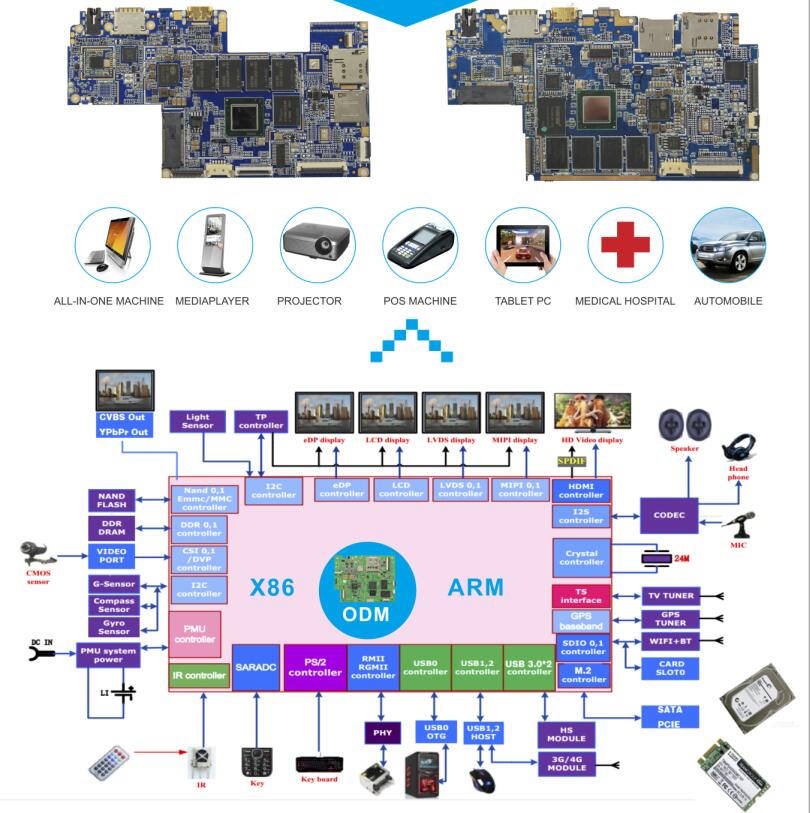 ALL-IN-ONE MACHINE
MEDIAPLAYER
PROJECTOR
POS MACHINE
TABLET PC
MEDICAL HOSPITAL
AUTOMOBILE
CVBS Out
YPbPr Out
Light
Sensor
TP
controller
eDP display
LCD display
LVDS display
MIPI display
HD Video display
SPDIF
Speaker
Head
phone
NAND
FLASH
Nand 0,1
Emmc/MMC
controller
I2C
controller
eDP
controller
LCD
controller
LVDS 0,1
controller
MIPI 0,1
controller
HDMI
controller
I2S
controller
CODEC
MIC
DDR
DRAM
DDR 0,1
controller
CMOS
sensor
VIDEO
PORT
CSI 0,1
/DVP
controller
Crystal
controller
24M
G-Sensor
Compass
Sensor
Gyro
Sensor
I2C
controller
X86
ODM
ARM
TS
interface
TV TUNER
GPS
baseband
GPS
TUNER
PMU
controller
SDIO 0,1
controller
WIFI+BT
DC IN
PMU system
power
CARD
SLOT0
LI
IR controller
SARADC
PS/2
controller
RMII
RGMII
controller
USB0
controller
USB1,2
controller
USB 3.0*2
controller
M.2
controller
SATA
PCIE
PHY
USB0
OTG
USB1,2
HOST
HS
MODULE
3G/4G
MODULE
IR
Key
Key board